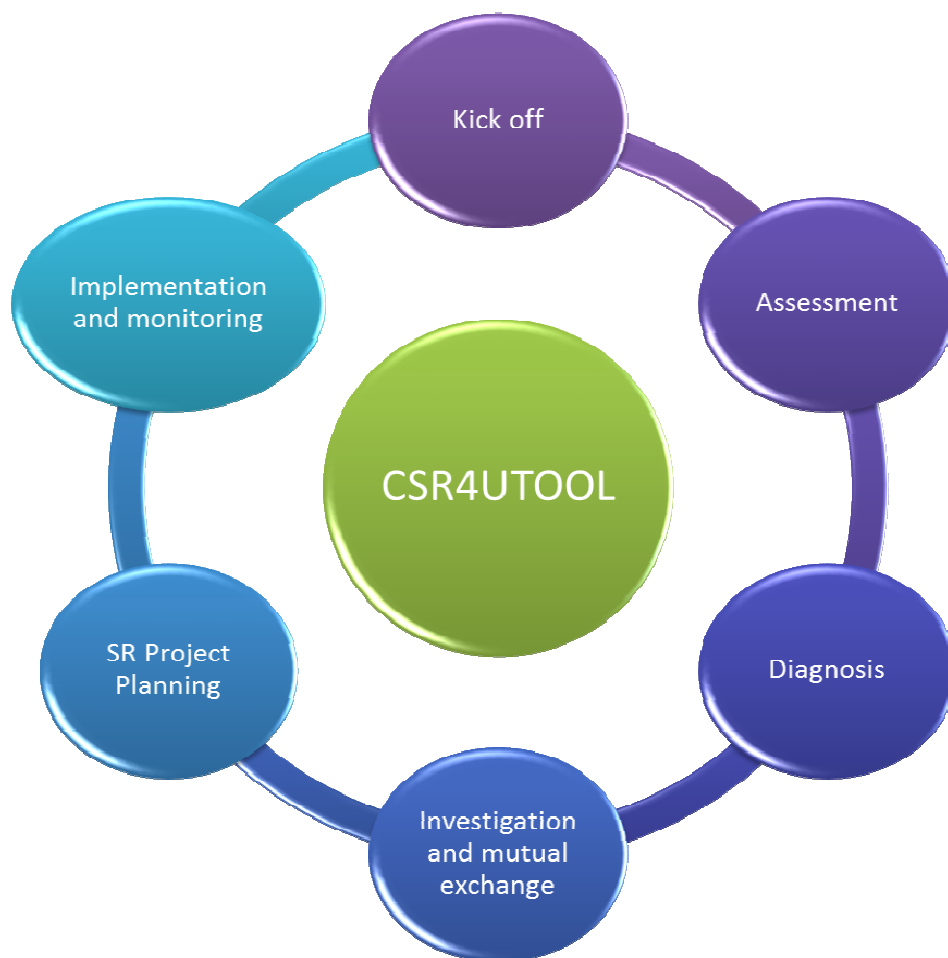 Kick off
Assessment
Diagnosis
Investigation
and mutual
exchange
SR Project
Planning
Implementation
and monitoring
CSR4UTOOL